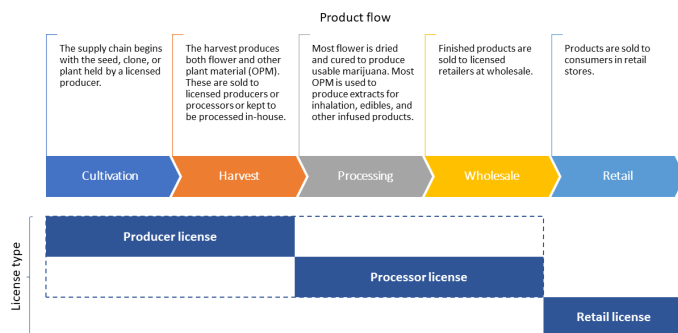 Product flow
The supply chain begins
with the seed, clone, or
plant held by a licensed
producer.
The harvest produces
both flower and other
plant material (OPM).
These are sold to
licensed producers or
processors or kept to
be processed in-house.
Most flower is dried
and cured to produce
usable marijuana. Most
OPM is used to
produce extracts for
inhalation, edibles, and
other infused products.
Finished products are
sold to licensed
retailers at wholesale.
Products are sold to
consumers in retail
stores.
Cultivation
Harvest
Processing
Wholesale
Retail
License type
Producer license
Processor license
Retail license